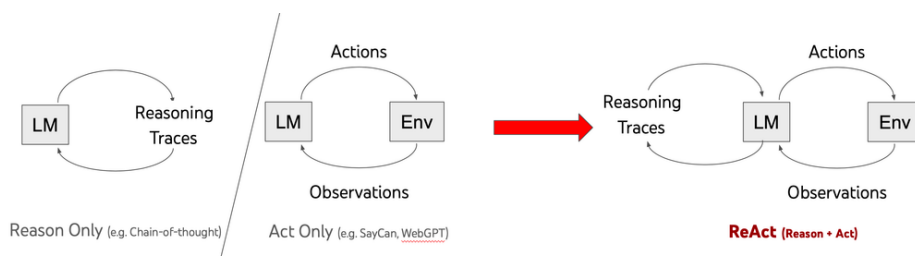 LM
Reasoning
Traces
Reason Only (e.g. Chain-of-thought)
Actions
LM
Env
Observations
Act Only (e.g. SayCan, WebGPT)
Reasoning
Traces
Actions
LM
Env
Observations
ReAct (Reason + Act)